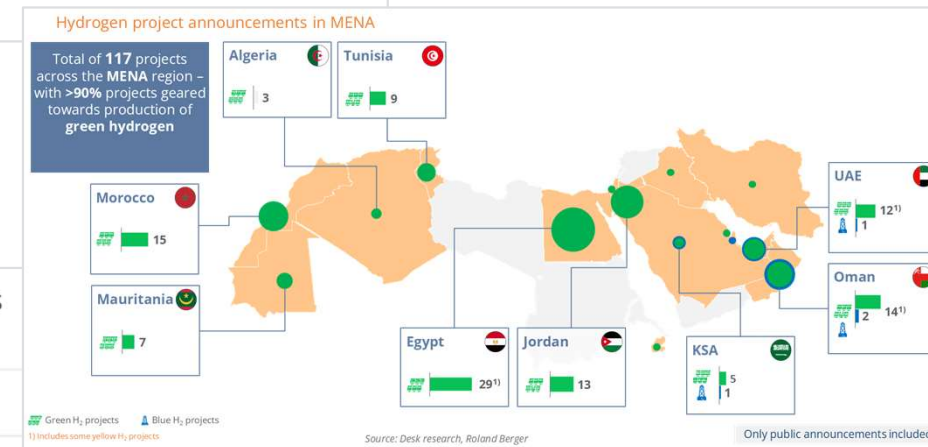 Hydrogen project announcements in MENA
Total of 117 projects
across the MENA region –
with >90% projects geared
towards production of
green hydrogen
Algeria
3
Tunisia
9
Morocco
15
Mauritania
7
Egypt
29¹⁾
Jordan
13
KSA
5
1
UAE
12¹⁾
1
Oman
14¹⁾
2
s
Green H₂ projects
Blue H₂ projects
1) Includes some yellow H₂ projects
Source: Desk research, Roland Berger
Only public announcements included